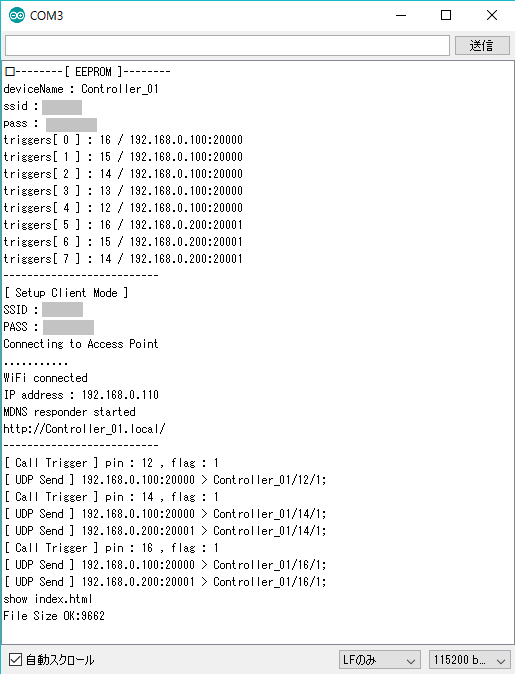 COM3
送信
--------[ EEPROM ]--------
deviceName : Controller_01
ssid :
pass :
triggers[ 0 ] : 16 / 192.168.0.100:20000
triggers[ 1 ] : 15 / 192.168.0.100:20000
triggers[ 2 ] : 14 / 192.168.0.100:20000
triggers[ 3 ] : 13 / 192.168.0.100:20000
triggers[ 4 ] : 12 / 192.168.0.100:20000
triggers[ 5 ] : 16 / 192.168.0.200:20001
triggers[ 6 ] : 15 / 192.168.0.200:20001
triggers[ 7 ] : 14 / 192.168.0.200:20001
--------------------------
[ Setup Client Mode ]
SSID :
PASS :
Connecting to Access Point
...........
WiFi connected
IP address : 192.168.0.110
MDNS responder started
http://Controller_01.local/
--------------------------
[ Call Trigger ] pin : 12 , flag : 1
[ UDP Send ] 192.168.0.100:20000 > Controller_01/12/1;
[ Call Trigger ] pin : 14 , flag : 1
[ UDP Send ] 192.168.0.100:20000 > Controller_01/14/1;
[ UDP Send ] 192.168.0.200:20001 > Controller_01/14/1;
[ Call Trigger ] pin : 16 , flag : 1
[ UDP Send ] 192.168.0.100:20000 > Controller_01/16/1;
[ UDP Send ] 192.168.0.200:20001 > Controller_01/16/1;
show index.html
File Size OK:9662
自動スクロール
LFのみ
115200 b...